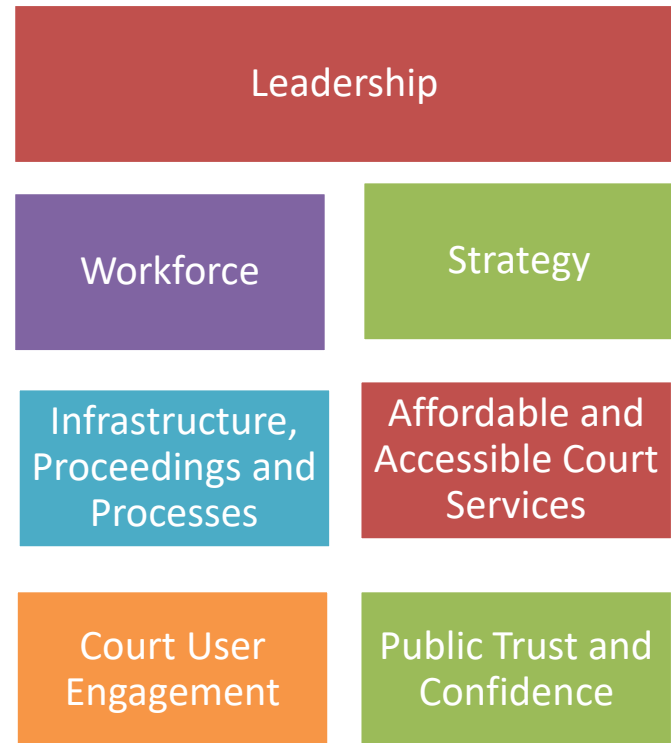 Leadership
Workforce
Strategy
Infrastructure,
Proceedings and
Processes
Affordable and
Accessible Court
Services
Court User
Engagement
Public Trust and
Confidence